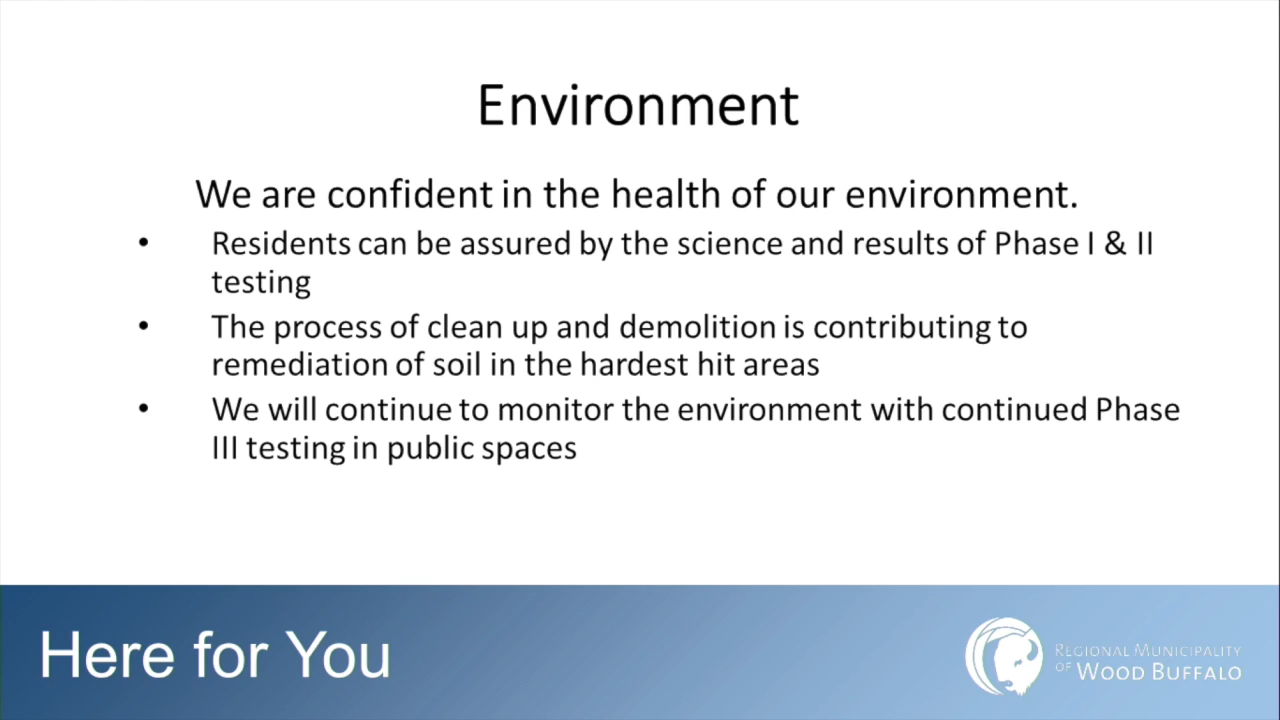 Environment
We are confident in the health of our environment.
• Residents can be assured by the science and results of Phase I & II
testing
• The process of clean up and demolition is contributing to
remediation of soil in the hardest hit areas
• We will continue to monitor the environment with continued Phase
III testing in public spaces
Here for You
REGIONAL MUNICIPALITY
OF WOOD BUFFALO